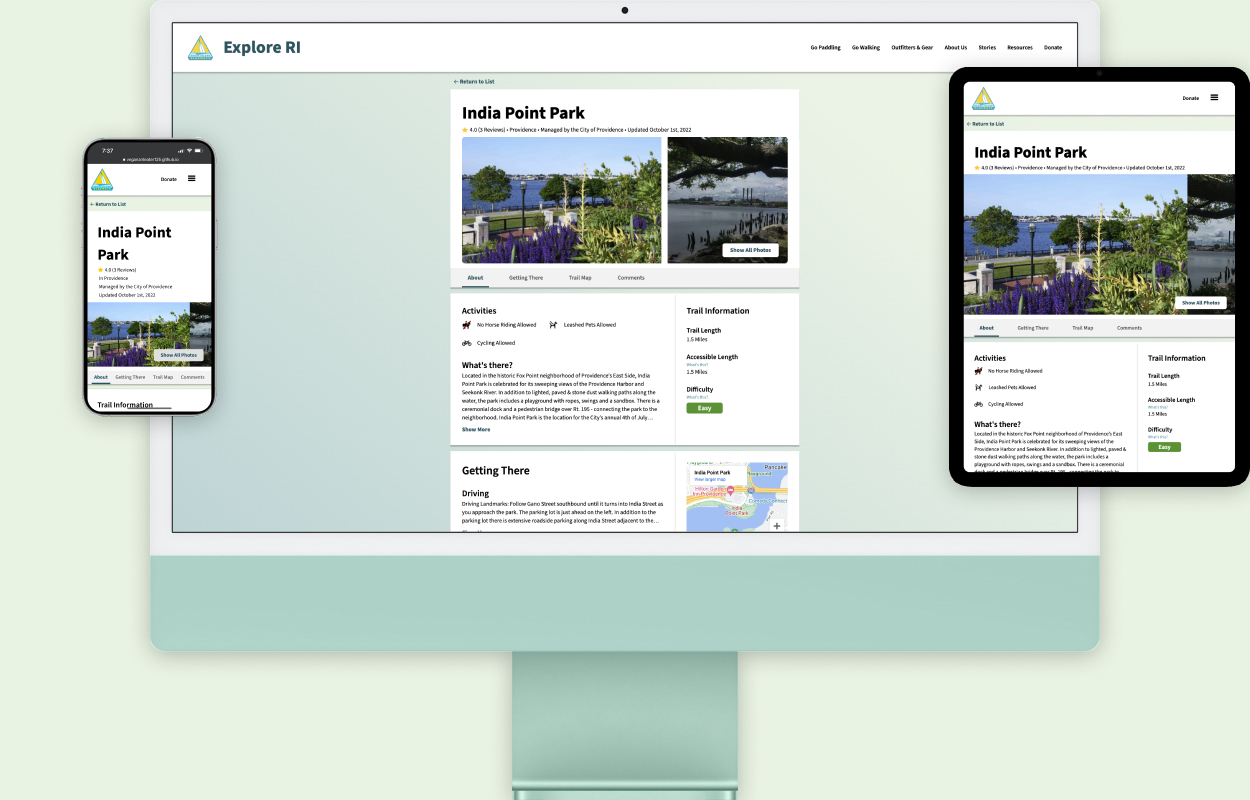 Explore RI
Go Paddling
Go Walking
Outfitters & Gear
About Us
Stories
Resources
Donate
← Return to List
India Point Park
4.0 (3 Reviews) • Providence • Managed by the City of Providence • Updated October 1st, 2022
Show All Photos
About
Getting There
Trail Map
Comments
Activities
No Horse Riding Allowed
Leashed Pets Allowed
Cycling Allowed
What's there?
Located in the historic Fox Point neighborhood of Providence's East Side, India
Point Park is celebrated for its sweeping views of the Providence Harbor and
Seekonk River. In addition to lighted, paved & stone dust walking paths along the
water, the park includes a playground with ropes, swings and a sandbox. There is a
ceremonial dock and a pedestrian bridge over Rt. 195 - connecting the park to the
neighborhood. India Point Park is the location for the City's annual 4th of July...
Show More
Trail Information
Trail Length
1.5 Miles
Accessible Length
What's this?
1.5 Miles
Difficulty
What's this?
Easy
Getting There
Driving
Driving Landmarks: Follow Gano Street southbound until it turns into India Street as
you approach the park. The parking lot is just ahead on the left. In addition to the
parking lot there is extensive roadside parking along India Street adjacent to the...
India Point Park
View larger map
Pancake
Hilton Garden
Inn Providence
India
Point Park
7:37
veganainteater125.github.io
Donate
← Return to List
India Point
Park
4.0 (3 Reviews)
in Providence
Managed by the City of Providence
Updated October 1st, 2022
Show All Photos
About
Getting There
Trail Map
Comments
Trail Information
Donate
← Return to List
India Point Park
4.0 (3 Reviews) • Providence • Managed by the City of Providence • Updated October 1st, 2022
Show All Photos
About
Getting There
Trail Map
Comments
Activities
No Horse Riding Allowed
Leashed Pets Allowed
Cycling Allowed
What's there?
Located in the historic Fox Point neighborhood of Providence's East
Side, India Point Park is celebrated for its sweeping views of the
Providence Harbor and Seekonk River. In addition to lighted, paved &
stone dust walking paths along the water, the park includes a
playground with ropes, swings and a sandbox. There is a ceremonial
Trail Information
Trail Length
1.5 Miles
Accessible Length
What's this?
1.5 Miles
Difficulty
What's this?
Easy